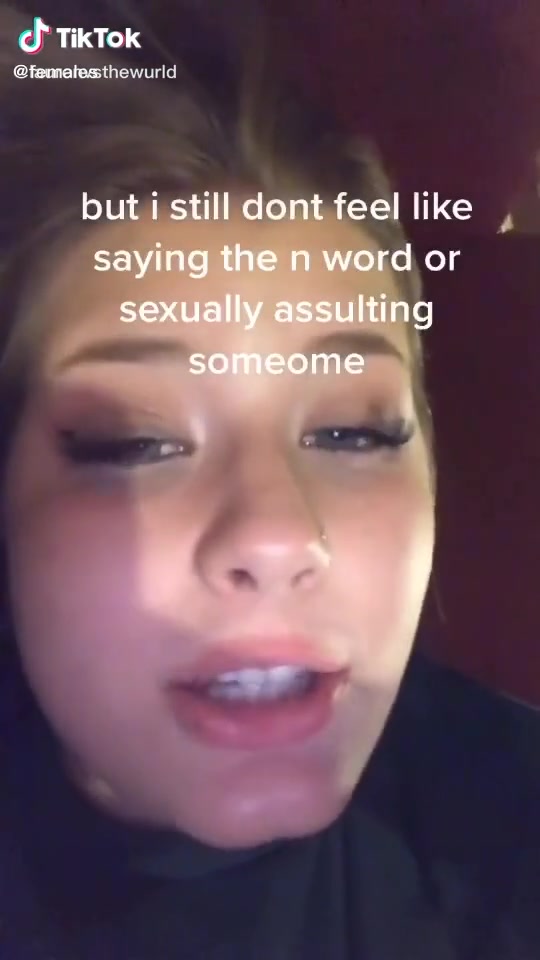 TikTok
but i still dont feel like
saying the n word or
sexually assulting
someome